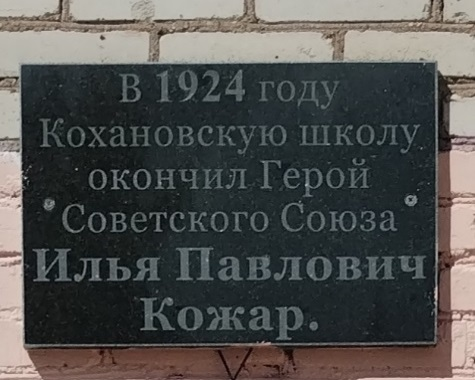 В 1924 году
Кохановскую школу
окончил Герой
Советского Союза
Илья Павлович
Кожар.